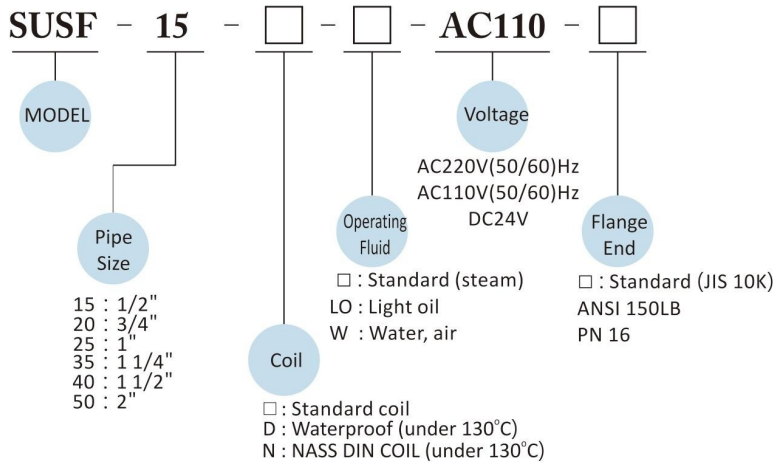 SUSF - 15 - □ - □ - AC110 - □
MODEL
Pipe
Size
15 : 1/2"
20 : 3/4"
25 : 1"
35 : 1 1/4"
40 : 1 1/2"
50 : 2"
Coil
□ : Standard coil
D : Waterproof (under 130°C)
N : NASS DIN COIL (under 130°C)
Operating
Fluid
□ : Standard (steam)
LO : Light oil
W : Water, air
Voltage
AC220V(50/60)Hz
AC110V(50/60)Hz
DC24V
Flange
End
□ : Standard (JIS 10K)
ANSI 150LB
PN 16